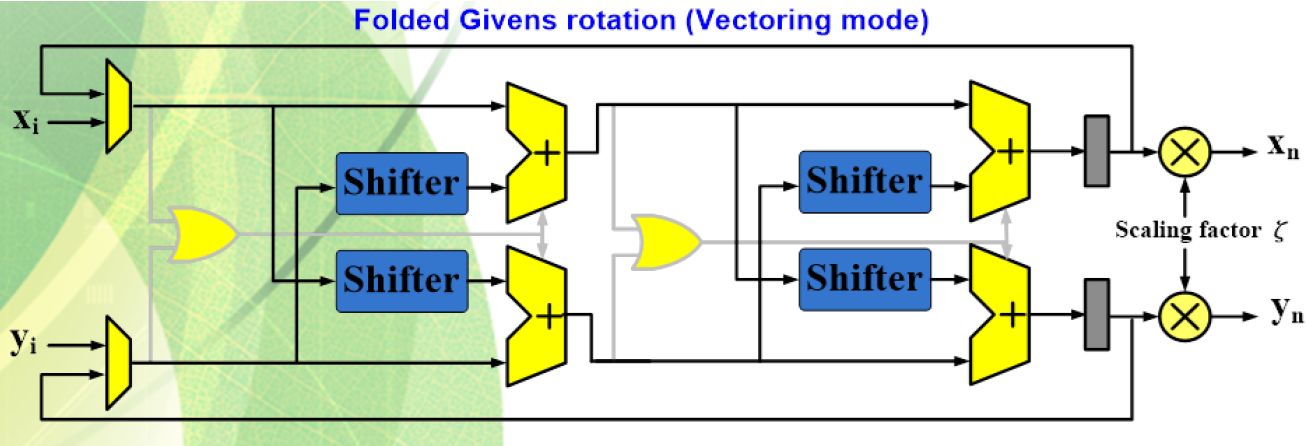 Folded Givens rotation (Vectoring mode)
xi
Shifter
+
Shifter
+
xn
Scaling factor ζ
Shifter
+
Shifter
+
yi
yn